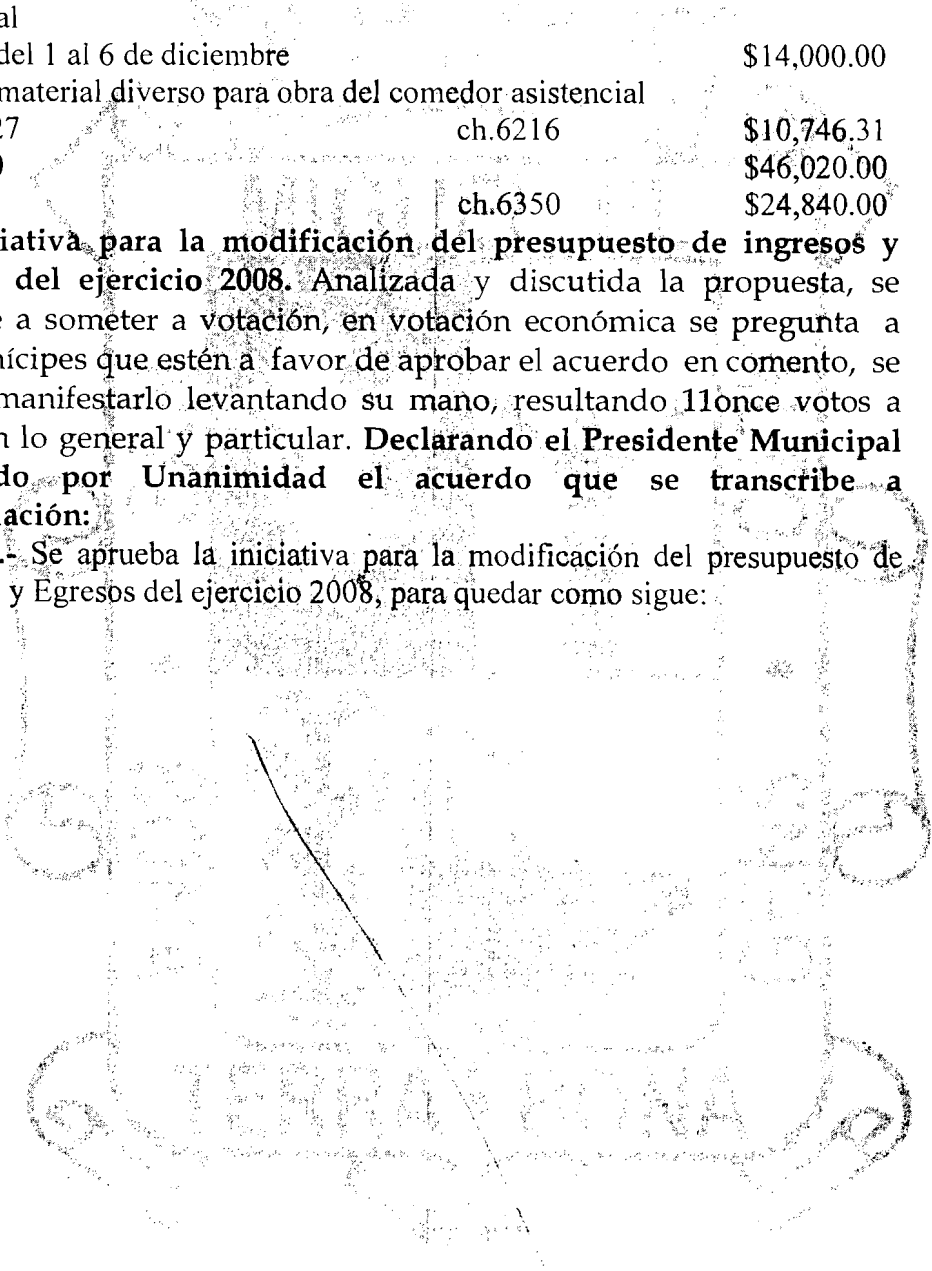 al
del 1 al 6 de diciembre $14,000.00
material diverso para obra del comedor asistencial
27 ch.6216 $10,746.31
0 $46,020.00
ch.6350 $24,840.00
iativa para la modificación del presupuesto de ingresos y
del ejercicio 2008. Analizada y discutida la propuesta, se
e a someter a votación, en votación económica se pregunta a
nícipes que estén a favor de aprobar el acuerdo en comento, se
manifestarlo levantando su mano, resultando 11once votos a
n lo general y particular. Declarando el Presidente Municipal
do por Unanimidad el acuerdo que se transcribe a
ación:
.- Se aprueba la iniciativa para la modificación del presupuesto de
y Egresos del ejercicio 2008, para quedar como sigue:
TERRA BONA